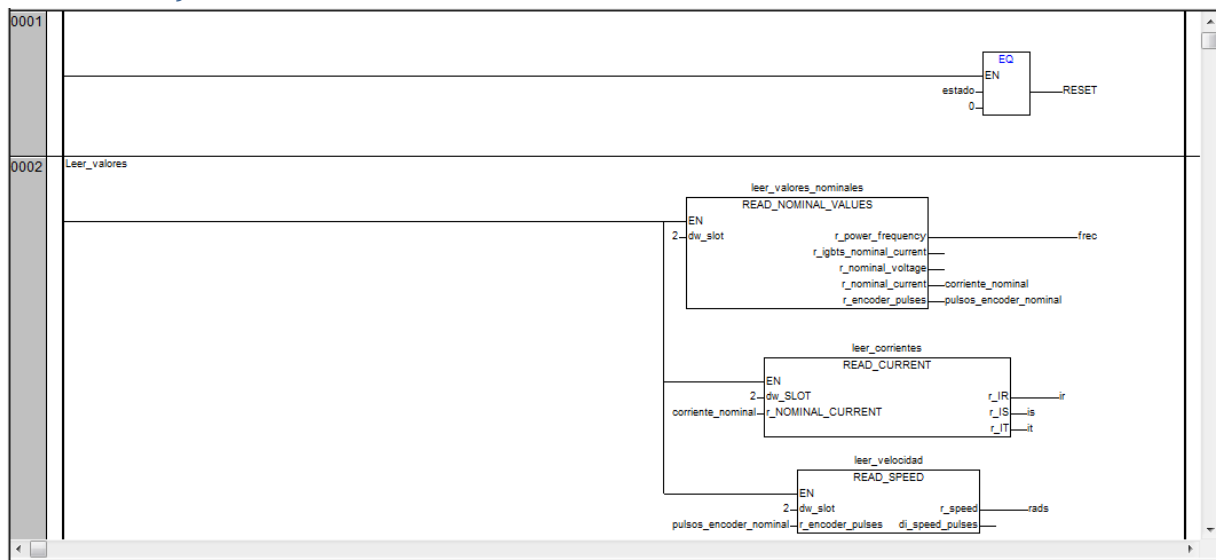 0001
EQ
EN
estado
RESET
0
0002
Leer_valores
leer_valores_nominales
READ_NOMINAL_VALUES
EN
2 dw_slot r_power_frequency frec
r_igbts_nominal_current
r_nominal_voltage
r_nominal_current corriente_nominal
r_encoder_pulses pulsos_encoder_nominal
leer_corrientes
READ_CURRENT
EN
2 dw_SLOT r_IR ir
corriente_nominal r_NOMINAL_CURRENT r_IS is
r_IT it
leer_velocidad
READ_SPEED
EN
2 dw_slot r_speed rads
pulsos_encoder_nominal r_encoder_pulses di_speed_pulses